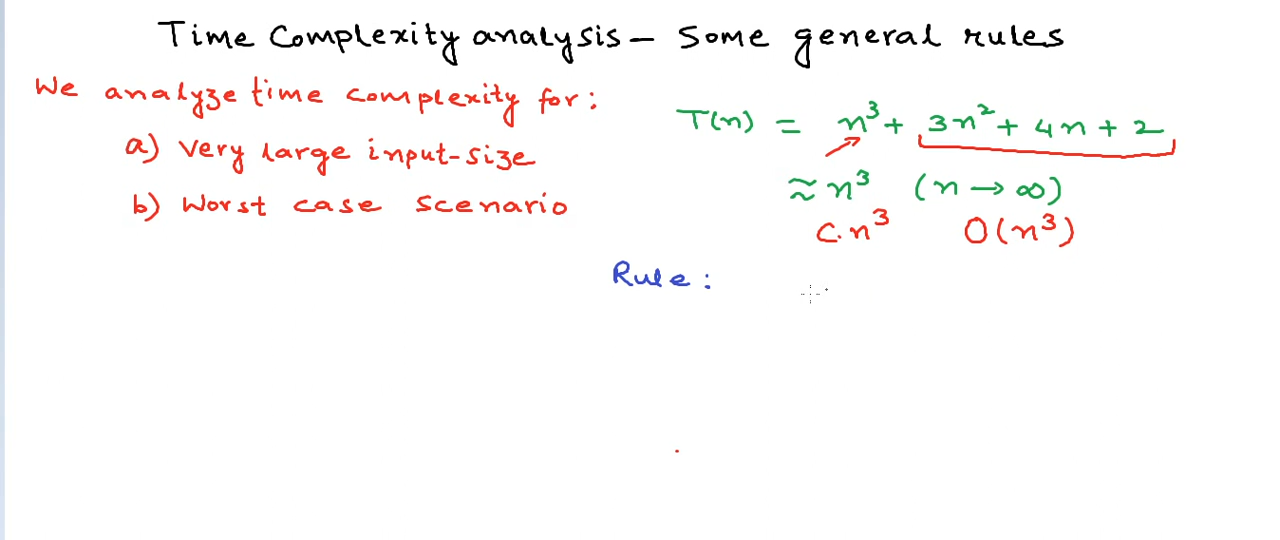 Time Complexity analysis – Some general rules
We analyze time complexity for:
a) Very large input-size
b) Worst case scenario
T(n) = n³ + 3n² + 4n + 2
≈ n³ (n → ∞)
C.n³ O(n³)
Rule: